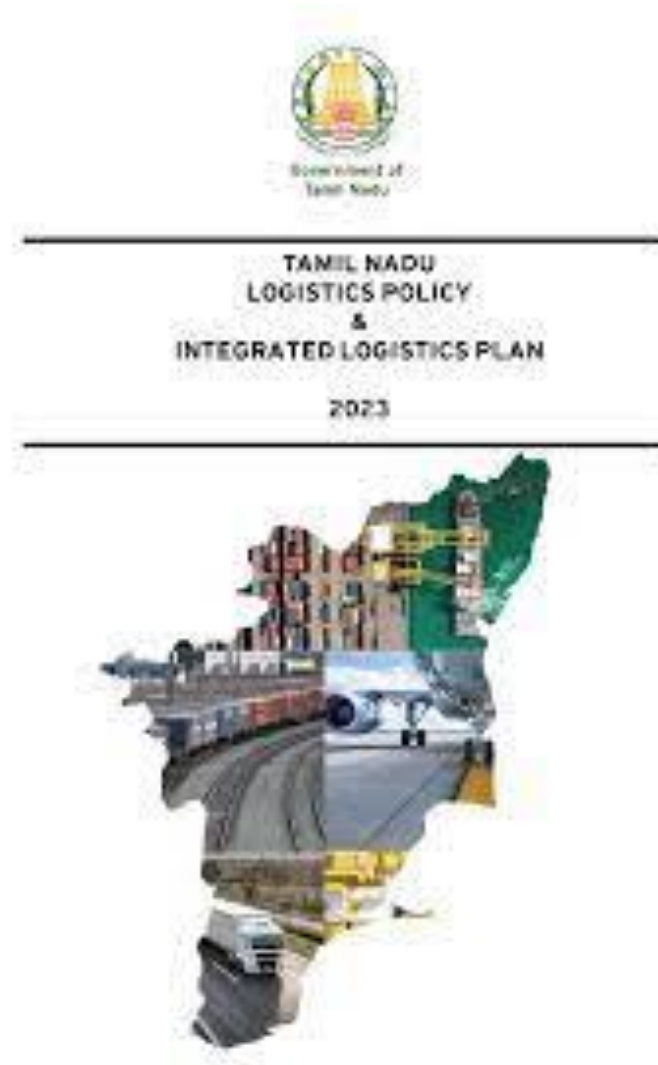 Government of
Tamil Nadu
TAMIL NADU
LOGISTICS POLICY
&
INTEGRATED LOGISTICS PLAN
2023